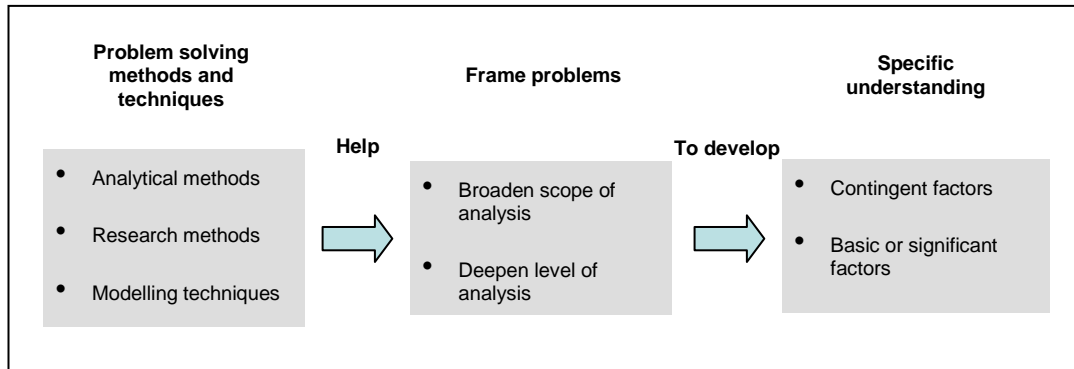 Problem solving
methods and
techniques
Help
• Analytical methods
• Research methods
• Modelling techniques
Frame problems
To develop
• Broaden scope of
analysis
• Deepen level of
analysis
Specific
understanding
• Contingent factors
• Basic or significant
factors